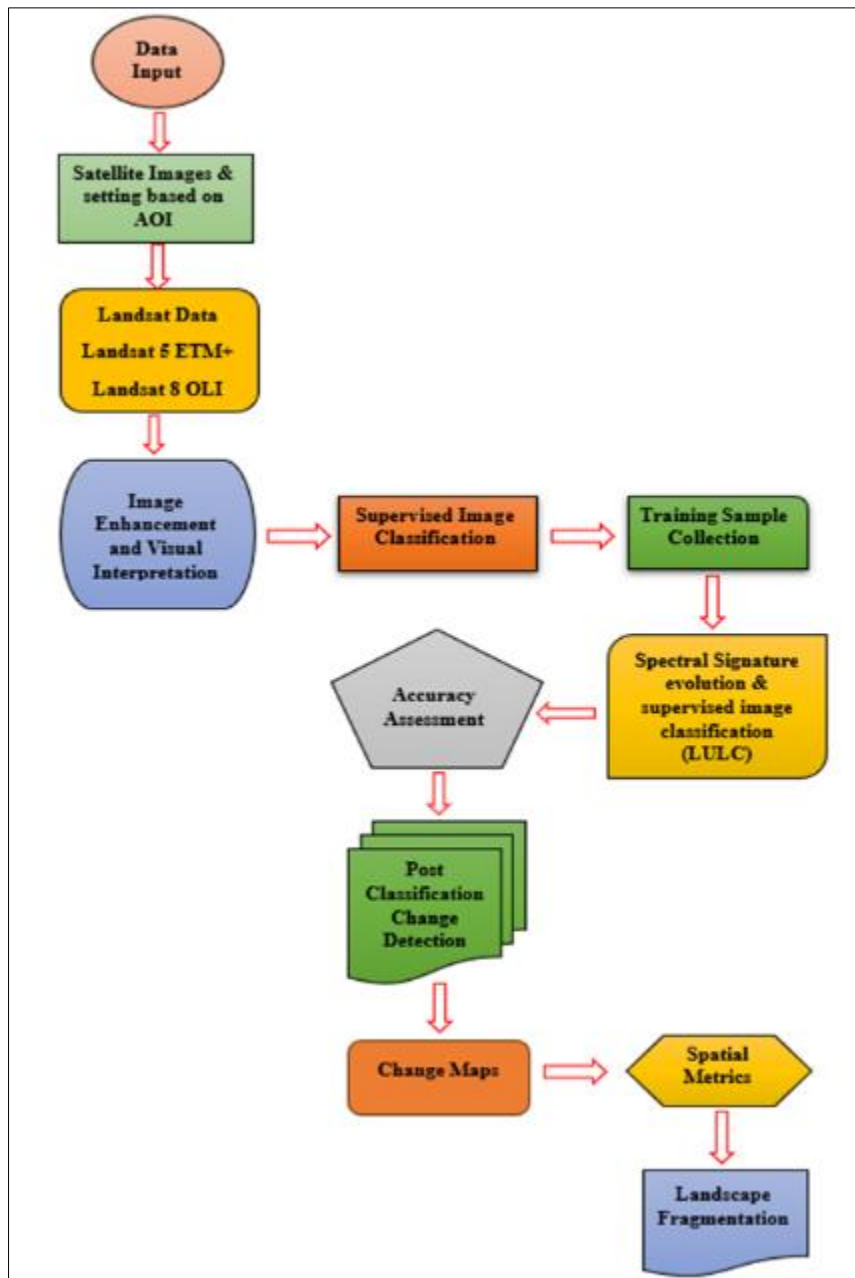 Data
Input
Satellite Images &
setting based on
AOI
Landsat Data
Landsat 5 ETM+
Landsat 8 OLI
Image
Enhancement
and Visual
Interpretation
Supervised Image
Classification
Training Sample
Collection
Spectral Signature
evolution &
supervised image
classification
(LULC)
Accuracy
Assessment
Post
Classification
Change
Detection
Change Maps
Spatial
Metrics
Landscape
Fragmentation